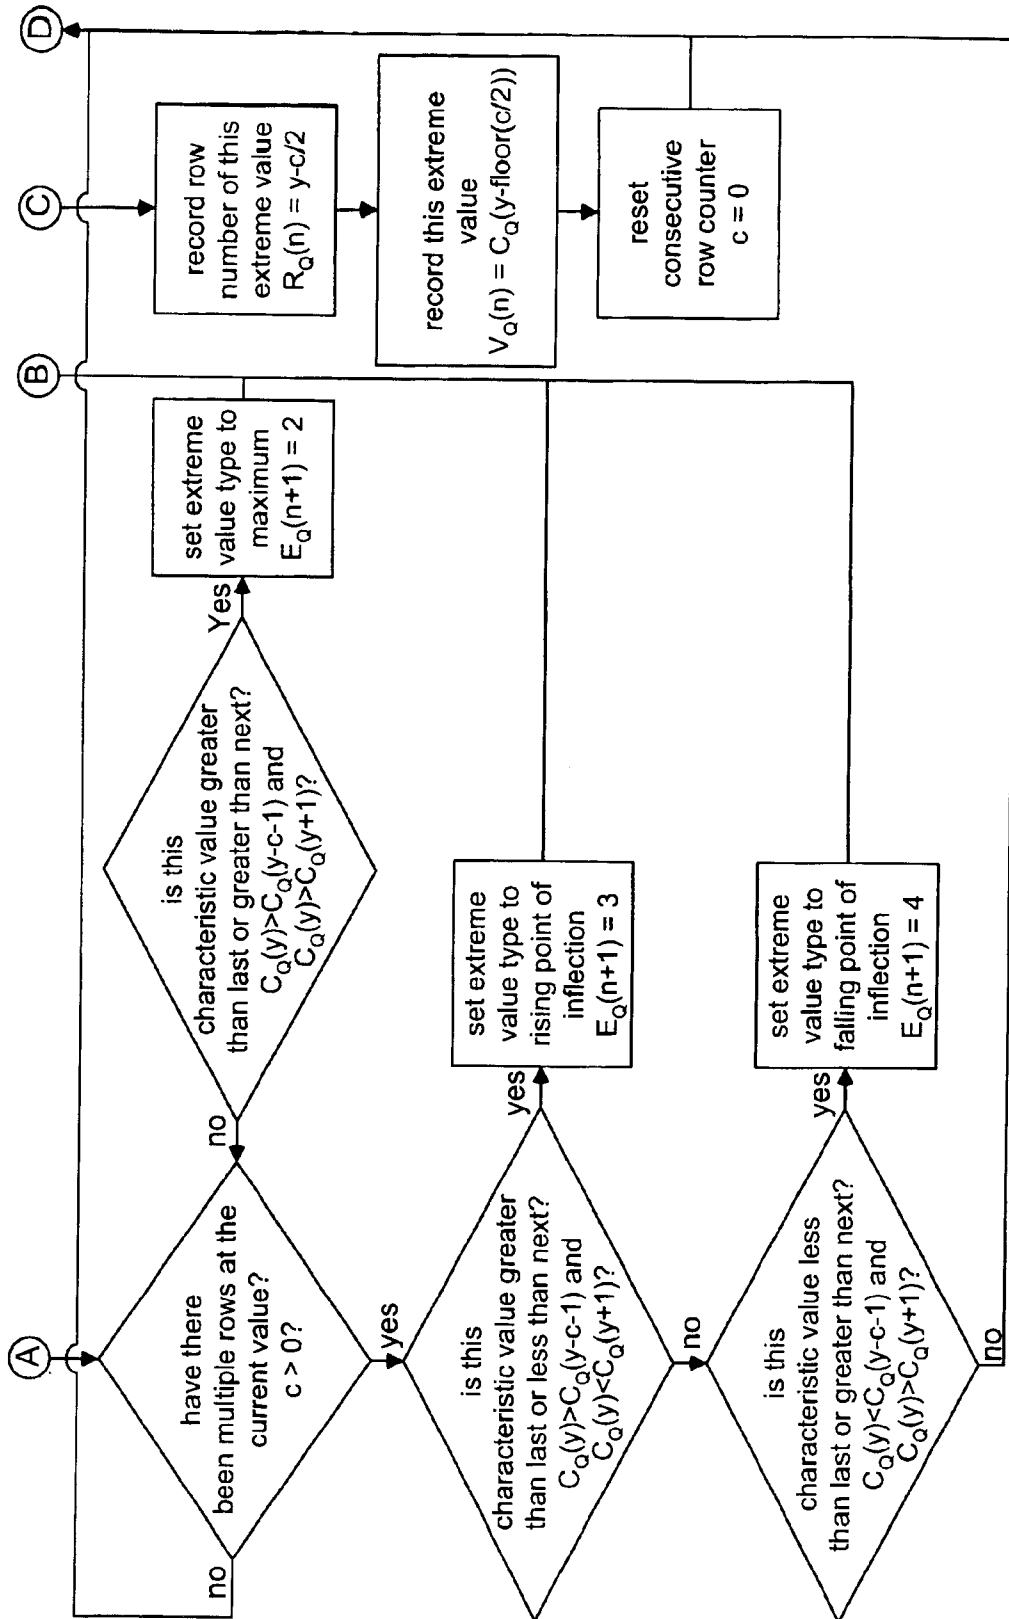 A
have there
been multiple rows at the
current value?
c > 0?
no
yes
is this
characteristic value greater
than last or greater than next?
C_Q(y)>C_Q(y-c-1) and
C_Q(y)>C_Q(y+1)?
no
Yes
set extreme
value type to
maximum
E_Q(n+1) = 2
B
is this
characteristic value greater
than last or less than next?
C_Q(y)>C_Q(y-c-1) and
C_Q(y)<C_Q(y+1)?
yes
no
set extreme
value type to
rising point of
inflection
E_Q(n+1) = 3
is this
characteristic value less
than last or greater than next?
C_Q(y)<C_Q(y-c-1) and
C_Q(y)>C_Q(y+1)?
yes
no
set extreme
value type to
falling point of
inflection
E_Q(n+1) = 4
C
record row
number of this
extreme value
R_Q(n) = y-c/2
record this extreme
value
V_Q(n) = C_Q(y-floor(c/2))
reset
consecutive
row counter
c = 0
D